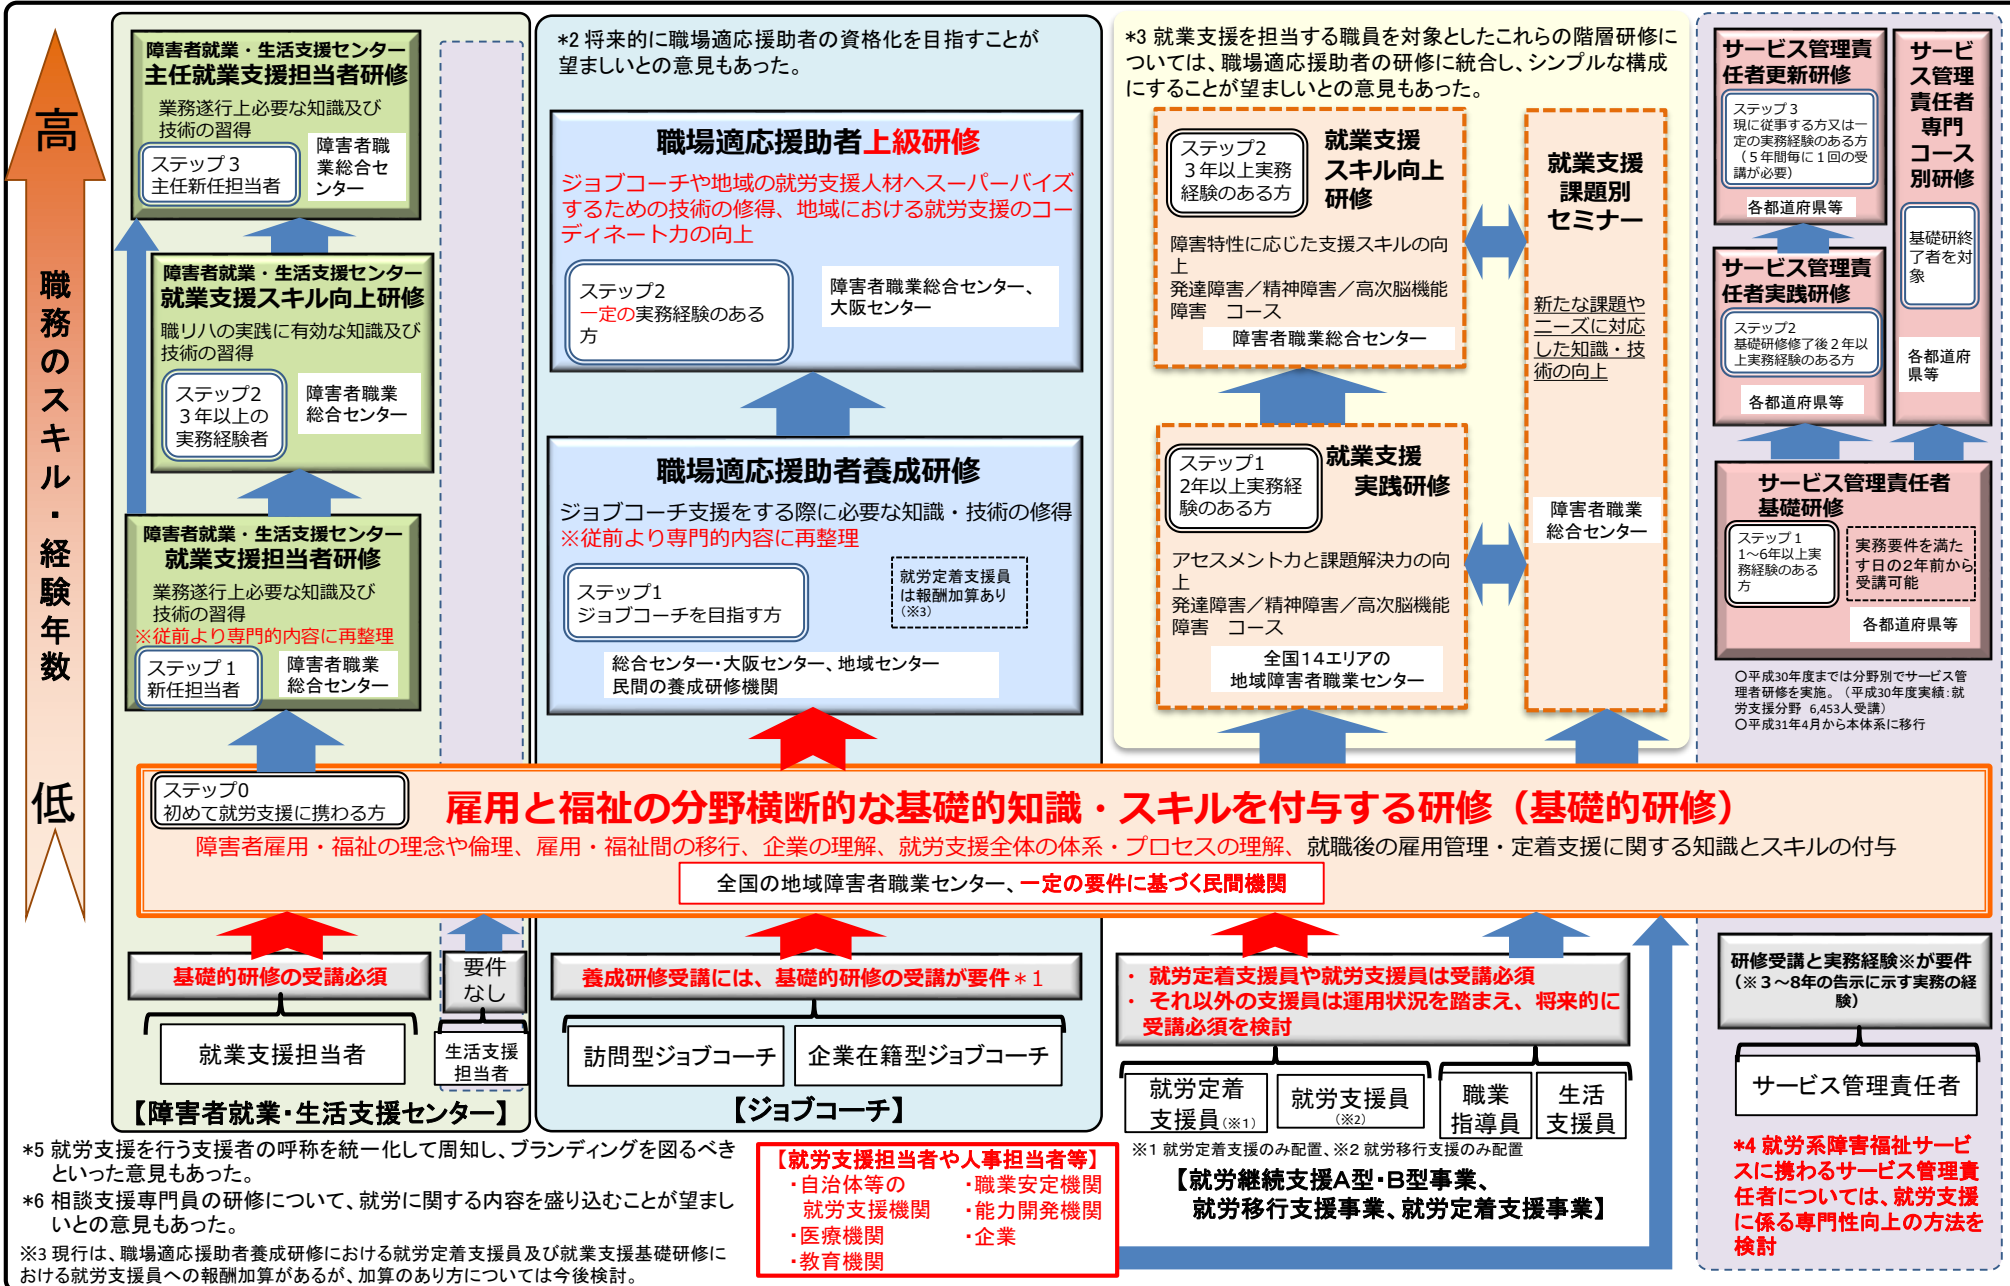 高
職務のスキル・経験年数
低
障害者就業・生活支援センター
主任就業支援担当者研修
業務遂行上必要な知識及び
技術の習得
ステップ３
主任新任担当者
障害者職
業総合セ
ンター
障害者就業・生活支援センター
就業支援スキル向上研修
職リハの実践に有効な知識及び
技術の習得
ステップ2
３年以上の
実務経験者
障害者職業
総合センター
障害者就業・生活支援センター
就業支援担当者研修
業務遂行上必要な知識及び
技術の習得
※従前より専門的内容に再整理
ステップ１
新任担当者
障害者職業
総合センター
*2 将来的に職場適応援助者の資格化を目指すことが
望ましいとの意見もあった。
職場適応援助者上級研修
ジョブコーチや地域の就労支援人材へスーパーバイズ
するための技術の修得、地域における就労支援のコー
ディネート力の向上
ステップ2
一定の実務経験のある
方
障害者職業総合センター、
大阪センター
職場適応援助者養成研修
ジョブコーチ支援をする際に必要な知識・技術の修得
※従前より専門的内容に再整理
ステップ1
ジョブコーチを目指す方
就労定着支援員
は報酬加算あり
（※3）
総合センター・大阪センター、地域センター
民間の養成研修機関
*3 就業支援を担当する職員を対象としたこれらの階層研修に
ついては、職場適応援助者の研修に統合し、シンプルな構成
にすることが望ましいとの意見もあった。
ステップ2
３年以上実務
経験のある方
就業支援
スキル向上
研修
障害特性に応じた支援スキルの向
上
発達障害／精神障害／高次脳機能
障害　コース
障害者職業総合センター
ステップ1
2年以上実務経
験のある方
就業支援
実践研修
アセスメント力と課題解決力の向
上
発達障害／精神障害／高次脳機能
障害　コース
全国14エリアの
地域障害者職業センター
就業支援
課題別
セミナー
新たな課題や
ニーズに対応
した知識・技
術の向上
障害者職業
総合センター
サービス管理責
任者更新研修
ステップ３
現に従事する方又は一
定の実務経験のある方
（５年間毎に１回の受
講が必要）
各都道府県等
サービス管理責
任者実践研修
ステップ2
基礎研修修了後２年以
上実務経験のある方
各都道府県等
サービ
ス管理
責任者
専門
コース
別研修
基礎研終
了者を対
象
各都道府
県等
サービス管理責任者
基礎研修
ステップ１
1～6年以上実
務経験のある
方
実務要件を満た
す日の2年前から
受講可能
各都道府県等
○平成30年度までは分野別でサービス管
理者研修を実施。（平成30年度実績：就
労支援分野 6,453人受講）
○平成31年4月から本体系に移行
ステップ0
初めて就労支援に携わる方
雇用と福祉の分野横断的な基礎的知識・スキルを付与する研修（基礎的研修）
障害者雇用・福祉の理念や倫理、雇用・福祉間の移行、企業の理解、就労支援全体の体系・プロセスの理解、就職後の雇用管理・定着支援に関する知識とスキルの付与
全国の地域障害者職業センター、一定の要件に基づく民間機関
基礎的研修の受講必須
要件
なし
就業支援担当者
生活支援
担当者
【障害者就業・生活支援センター】
養成研修受講には、基礎的研修の受講が要件＊1
訪問型ジョブコーチ
企業在籍型ジョブコーチ
【ジョブコーチ】
・ 就労定着支援員や就労支援員は受講必須
・ それ以外の支援員は運用状況を踏まえ、将来的に
受講必須を検討
就労定着
支援員（※1）
就労支援員
（※2）
職業
指導員
生活
支援員
※1 就労定着支援のみ配置、※2 就労移行支援のみ配置
【就労継続支援A型・B型事業、
就労移行支援事業、就労定着支援事業】
研修受講と実務経験※が要件
（※３～8年の告示に示す実務の経
験）
サービス管理責任者
*4 就労系障害福祉サービ
スに携わるサービス管理責
任者については、就労支援
に係る専門性向上の方法を
検討
*5 就労支援を行う支援者の呼称を統一化して周知し、ブランディングを図るべき
といった意見もあった。
*6 相談支援専門員の研修について、就労に関する内容を盛り込むことが望まし
いとの意見もあった。
※3 現行は、職場適応援助者養成研修における就労定着支援員及び就業支援基礎研修に
おける就労支援員への報酬加算があるが、加算のあり方については今後検討。
【就労支援担当者や人事担当者等】
・自治体等の
就労支援機関
・医療機関
・教育機関
・職業安定機関
・能力開発機関
・企業